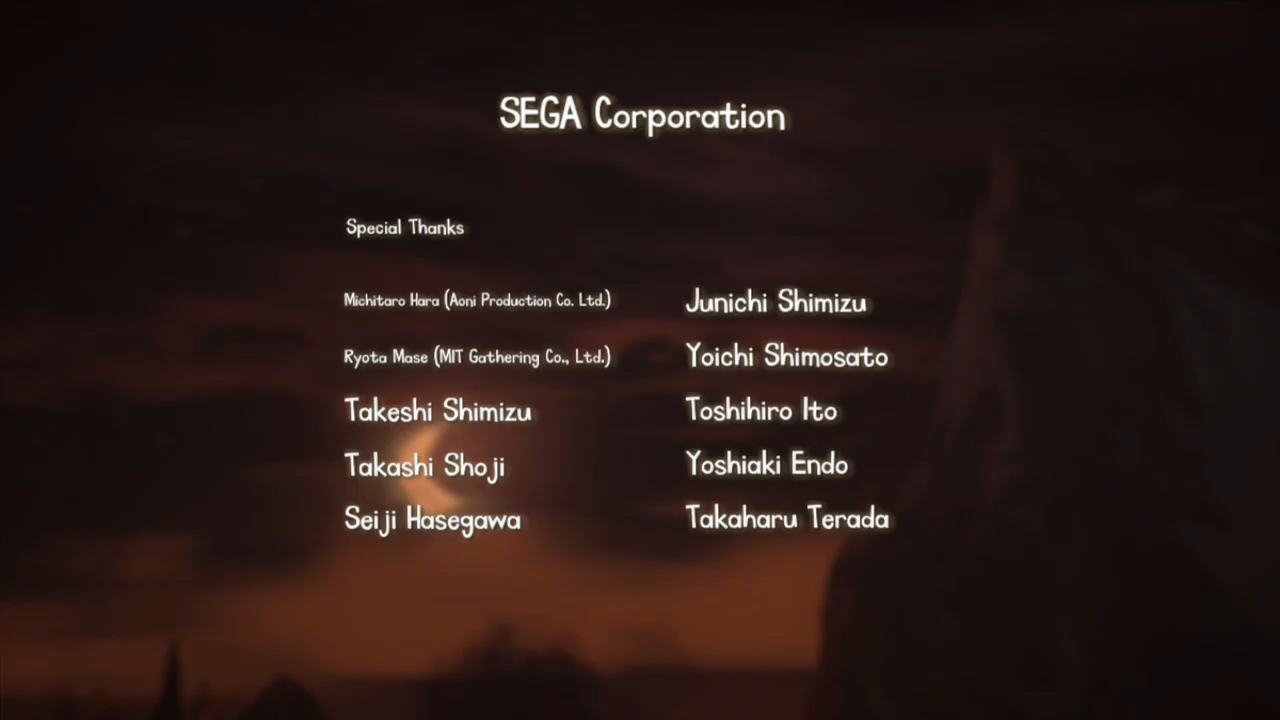 SEGA Corporation
Special Thanks
Michitaro Hara (Aoni Production Co. Ltd.)
Ryota Mase (MIT Gathering Co., Ltd.)
Takeshi Shimizu
Takashi Shoji
Seiji Hasegawa
Junichi Shimizu
Yoichi Shimosato
Toshihiro Ito
Yoshiaki Endo
Takaharu Terada